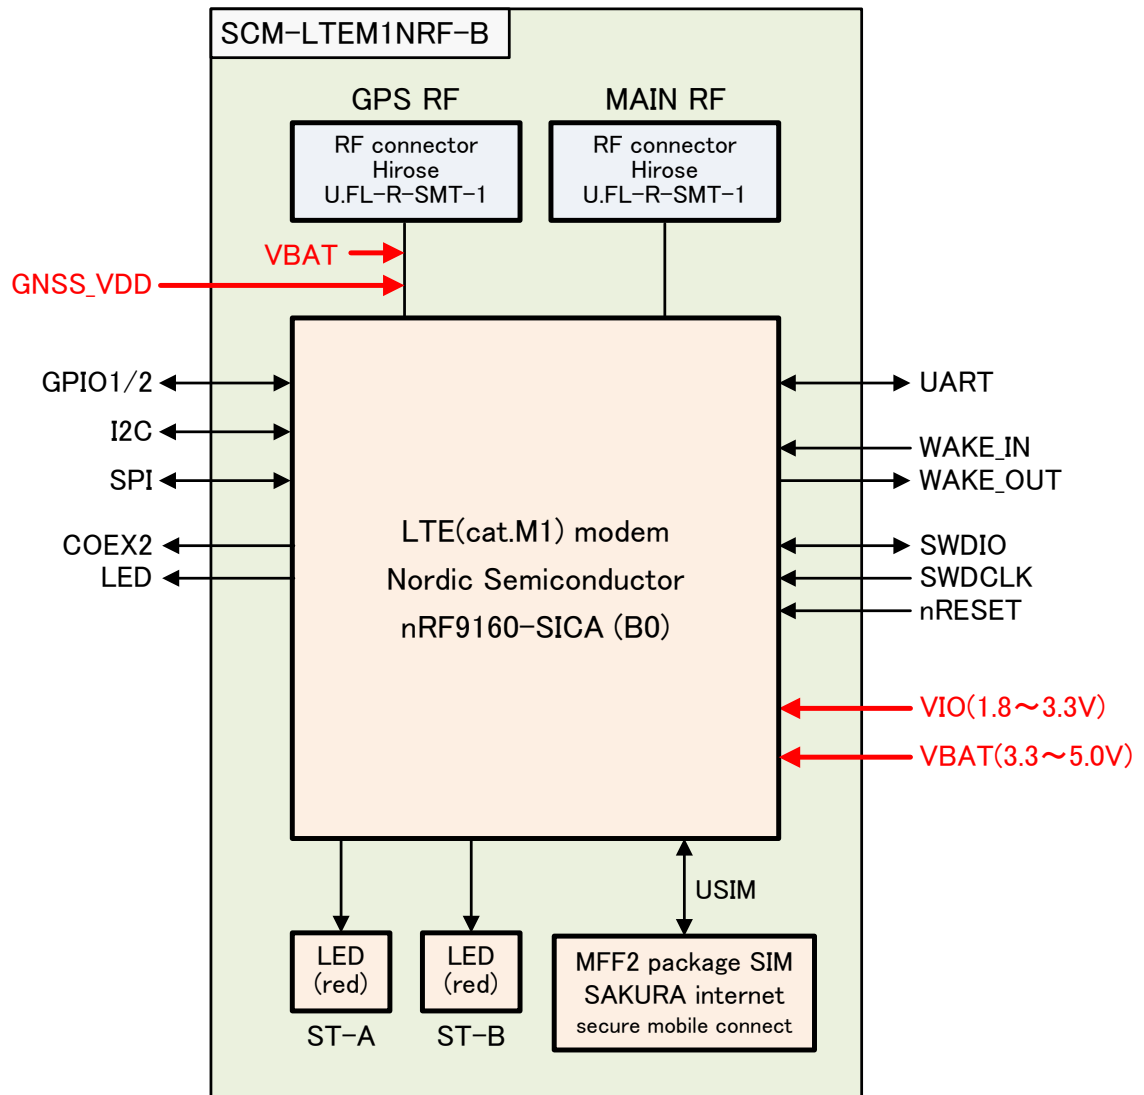 SCM-LTEM1NRF-B
GPS RF
MAIN RF
RF connector
Hirose
U.FL-R-SMT-1
RF connector
Hirose
U.FL-R-SMT-1
VBAT
GNSS_VDD
GPIO1/2
I2C
SPI
COEX2
LED
LTE(cat.M1) modem
Nordic Semiconductor
nRF9160-SICA (B0)
UART
WAKE_IN
WAKE_OUT
SWDIO
SWDCLK
nRESET
VIO(1.8～3.3V)
VBAT(3.3～5.0V)
USIM
LED
(red)
ST-A
LED
(red)
ST-B
MFF2 package SIM
SAKURA internet
secure mobile connect